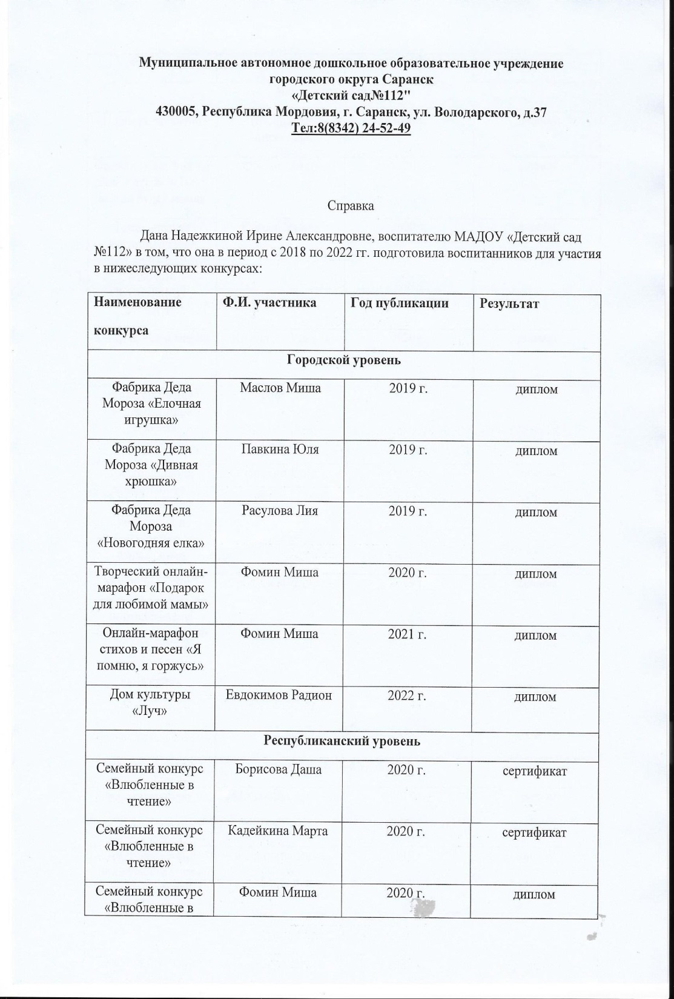 Муниципальное автономное дошкольное образовательное учреждение
городского округа Саранск
«Детский сад№112"
430005, Республика Мордовия, г. Саранск, ул. Володарского, д.37
Тел:8(8342) 24-52-49
Справка
Дана Надежкиной Ирине Александровне, воспитателю МАДОУ «Детский сад
№112» в том, что она в период с 2018 по 2022 гг. подготовила воспитанников для участия
в нижеследующих конкурсах:
Наименование Ф.И. участника Год публикации Результат
конкурса
Городской уровень
Фабрика Деда Маслов Миша 2019 г. диплом
Мороза «Елочная
игрушка»
Фабрика Деда Павкина Юля 2019 г. диплом
Мороза «Дивная
хрюшка»
Фабрика Деда Расулова Лия 2019 г. диплом
Мороза
«Новогодняя елка»
Творческий онлайн- Фомин Миша 2020 г. диплом
марафон «Подарок
для любимой мамы»
Онлайн-марафон Фомин Миша 2021 г. диплом
стихов и песен «Я
помню, я горжусь»
Дом культуры Евдокимов Радион 2022 г. диплом
«Луч»
Республиканский уровень
Семейный конкурс Борисова Даша 2020 г. сертификат
«Влюбленные в
чтение»
Семейный конкурс Кадейкина Марта 2020 г. сертификат
«Влюбленные в
чтение»
Семейный конкурс Фомин Миша 2020 г. диплом
«Влюбленные в